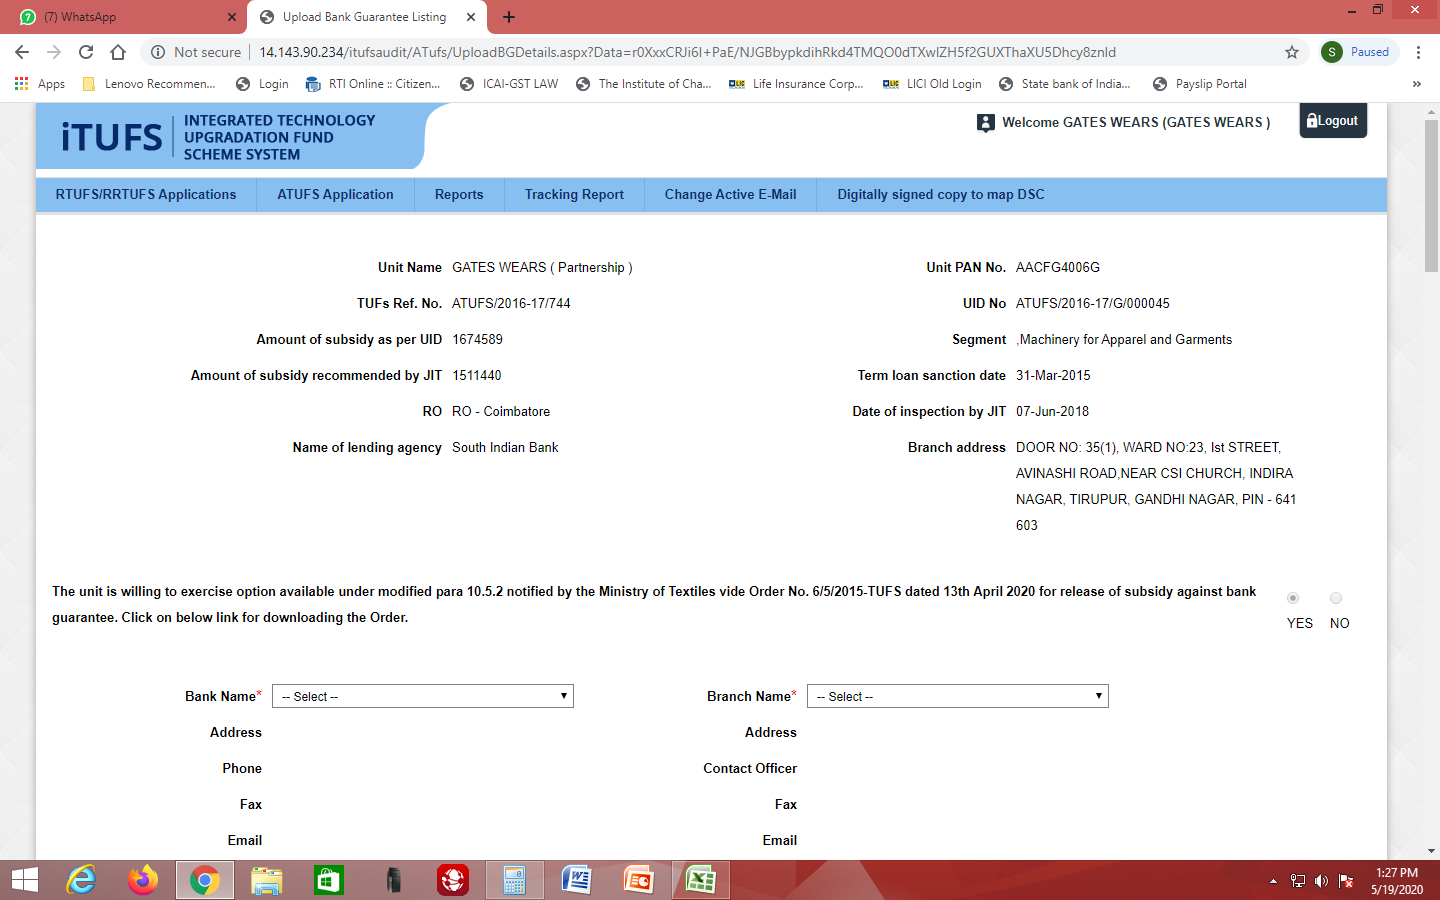 (7) WhatsApp
Upload Bank Guarantee Listing
Not secure
14.143.90.234/itufsaudit/ATufs/UploadBGDetails.aspx?Data=r0XxxCRJi6I+PaE/NJGBbypkdihRkd4TMQO0dTXwIZH5f2GUXThaXU5Dhcy8znld
S Paused
Apps Lenovo Recommen... Login RTI Online :: Citizen... ICAI-GST LAW The Institute of Cha... Life Insurance Corp... LICI Old Login State bank of India... Payslip Portal »
iTUFS
INTEGRATED TECHNOLOGY
UPGRADATION FUND
SCHEME SYSTEM
Welcome GATES WEARS (GATES WEARS )
Logout
RTUFS/RRTUFS Applications ATUFS Application Reports Tracking Report Change Active E-Mail Digitally signed copy to map DSC
Unit Name GATES WEARS ( Partnership ) Unit PAN No. AACFG4006G
TUFs Ref. No. ATUFS/2016-17/744 UID No ATUFS/2016-17/G/000045
Amount of subsidy as per UID 1674589 Segment ,Machinery for Apparel and Garments
Amount of subsidy recommended by JIT 1511440 Term loan sanction date 31-Mar-2015
RO RO - Coimbatore Date of inspection by JIT 07-Jun-2018
Name of lending agency South Indian Bank Branch address DOOR NO: 35(1), WARD NO:23, Ist STREET,
AVINASHI ROAD,NEAR CSI CHURCH, INDIRA
NAGAR, TIRUPUR, GANDHI NAGAR, PIN - 641
603
The unit is willing to exercise option available under modified para 10.5.2 notified by the Ministry of Textiles vide Order No. 6/5/2015-TUFS dated 13th April 2020 for release of subsidy against bank
guarantee. Click on below link for downloading the Order.
YES NO
Bank Name* -- Select -- Branch Name* -- Select --
Address Address
Phone Contact Officer
Fax Fax
Email Email
1:27 PM
5/19/2020